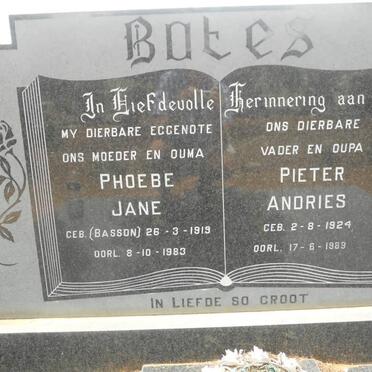 Bates
In Liefdevolle Herinnering aan
MY DIERBARE EGGENOTE
ONS MOEDER EN OUMA
PHOEBE
JANE
GEB. (BASSON) 26-3-1919
OORL. 8-10-1983
ONS DIERBARE
VADER EN OUPA
PIETER
ANDRIES
GEB. 2-8-1924
OORL. 17-6-1989
IN LIEFDE SO GROOT